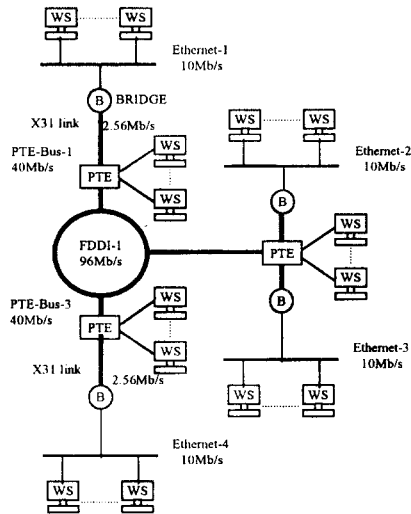 WS WS
Ethernet-1
10Mb/s
B BRIDGE
X31 link 2.56Mb/s
WS
PTE-Bus-1
40Mb/s
PTE
WS
WS WS
Ethernet-2
10Mb/s
B
FDDI-1
96Mb/s
PTE
WS
WS
B
PTE-Bus-3
40Mb/s
PTE
WS
WS
X31 link
2.56Mb/s
B
Ethernet-3
10Mb/s
WS WS
Ethernet-4
10Mb/s
WS WS